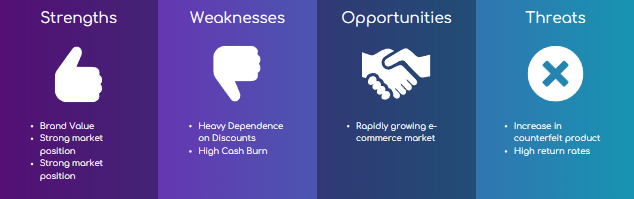 Strengths
• Brand Value
• Strong market
position
• Strong market
position
Weaknesses
• Heavy Dependence
on Discounts
• High Cash Burn
Opportunities
• Rapidly growing e-
commerce market
Threats
• Increase in
counterfeit product
• High return rates